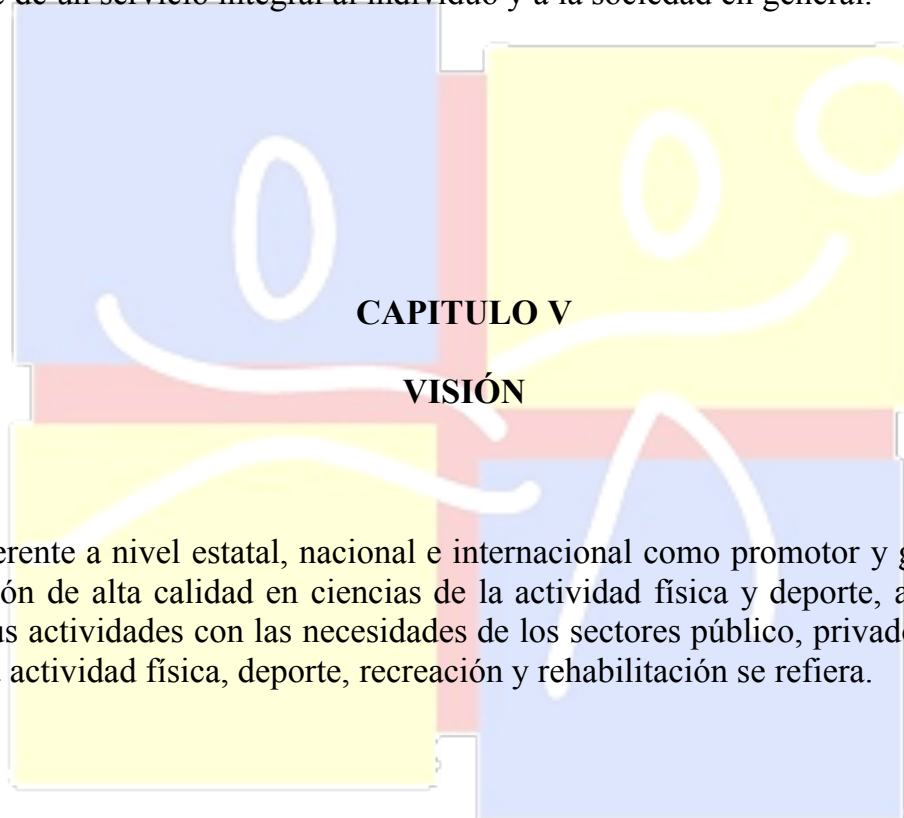 de un servicio integral al individuo y a la sociedad en general.
CAPITULO V
VISIÓN
erente a nivel estatal, nacional e internacional como promotor y g
ón de alta calidad en ciencias de la actividad física y deporte, a
us actividades con las necesidades de los sectores público, privado
actividad física, deporte, recreación y rehabilitación se refiera.